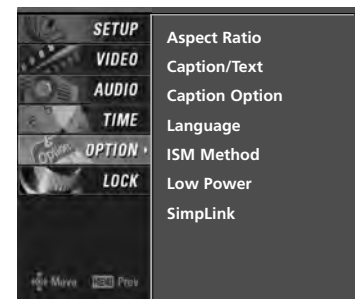 SETUP
VIDEO
AUDIO
TIME
OPTION
LOCK
Move MENU Prev
Aspect Ratio
Caption/Text
Caption Option
Language
ISM Method
Low Power
SimpLink